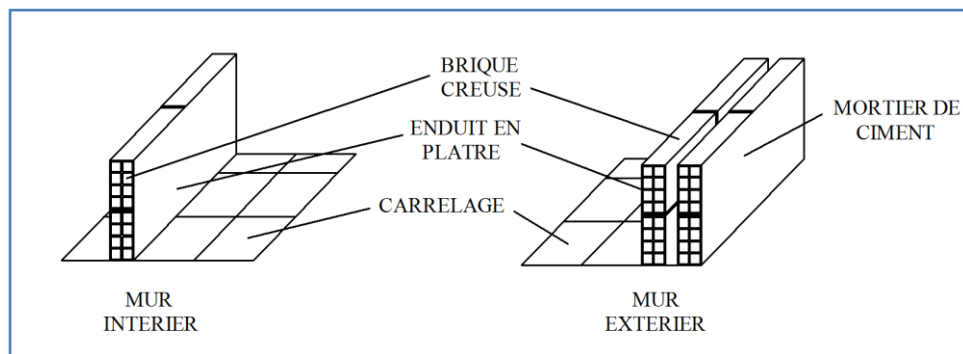 BRIQUE
CREUSE
ENDUIT EN
PLATRE
CARRELAGE
MORTIER DE
CIMENT
MUR
INTERIER
MUR
EXTERIER